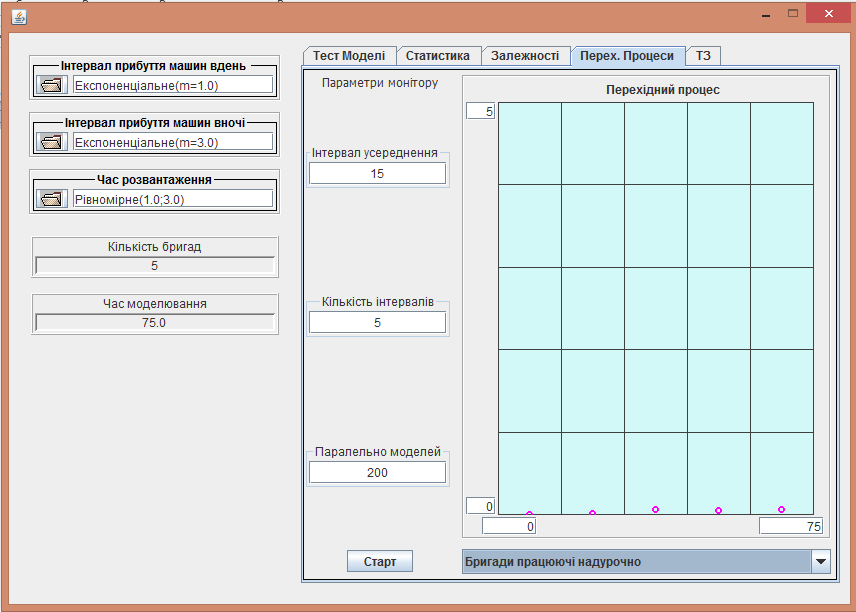 Інтервал прибуття машин вдень
Експоненціальне(m=1.0)
Інтервал прибуття машин вночі
Експоненціальне(m=3.0)
Час розвантаження
Рівномірне(1.0;3.0)
Кількість бригад
5
Час моделювання
75.0
Тест Моделі
Статистика
Залежності
Перех. Процеси
ТЗ
Параметри монітору
Інтервал усереднення
15
Кількість інтервалів
5
Паралельно моделей
200
Старт
Перехідний процес
5
0
0
75
Бригади працюючі надурочно